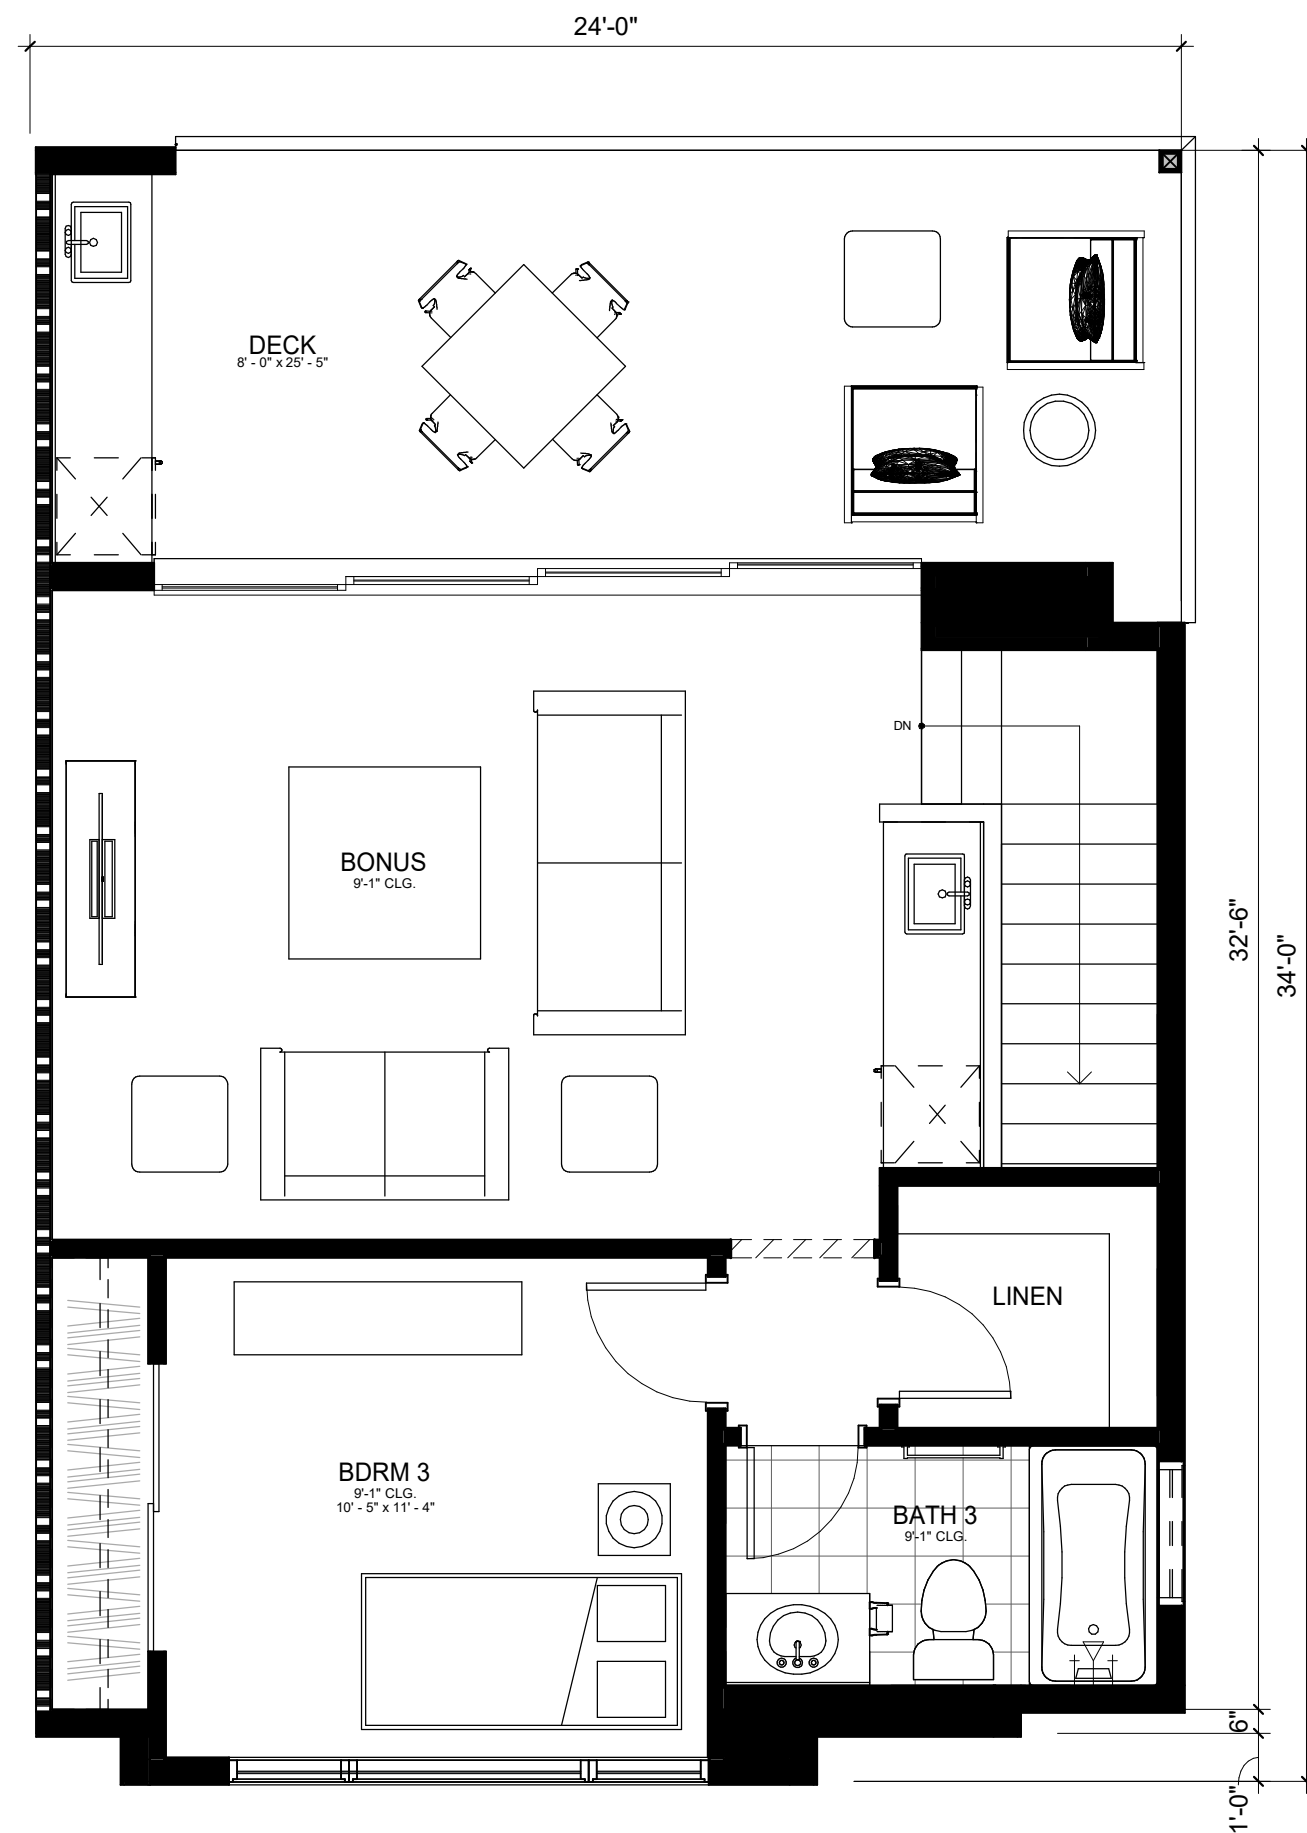 24'-0"
DECK
8' - 0" x 25' - 5"
DN
BONUS
9'-1" CLG.
32'-6"
34'-0"
LINEN
BDRM 3
9'-1" CLG.
10' - 5" x 11' - 4"
BATH 3
9'-1" CLG.
6"
1'-0"